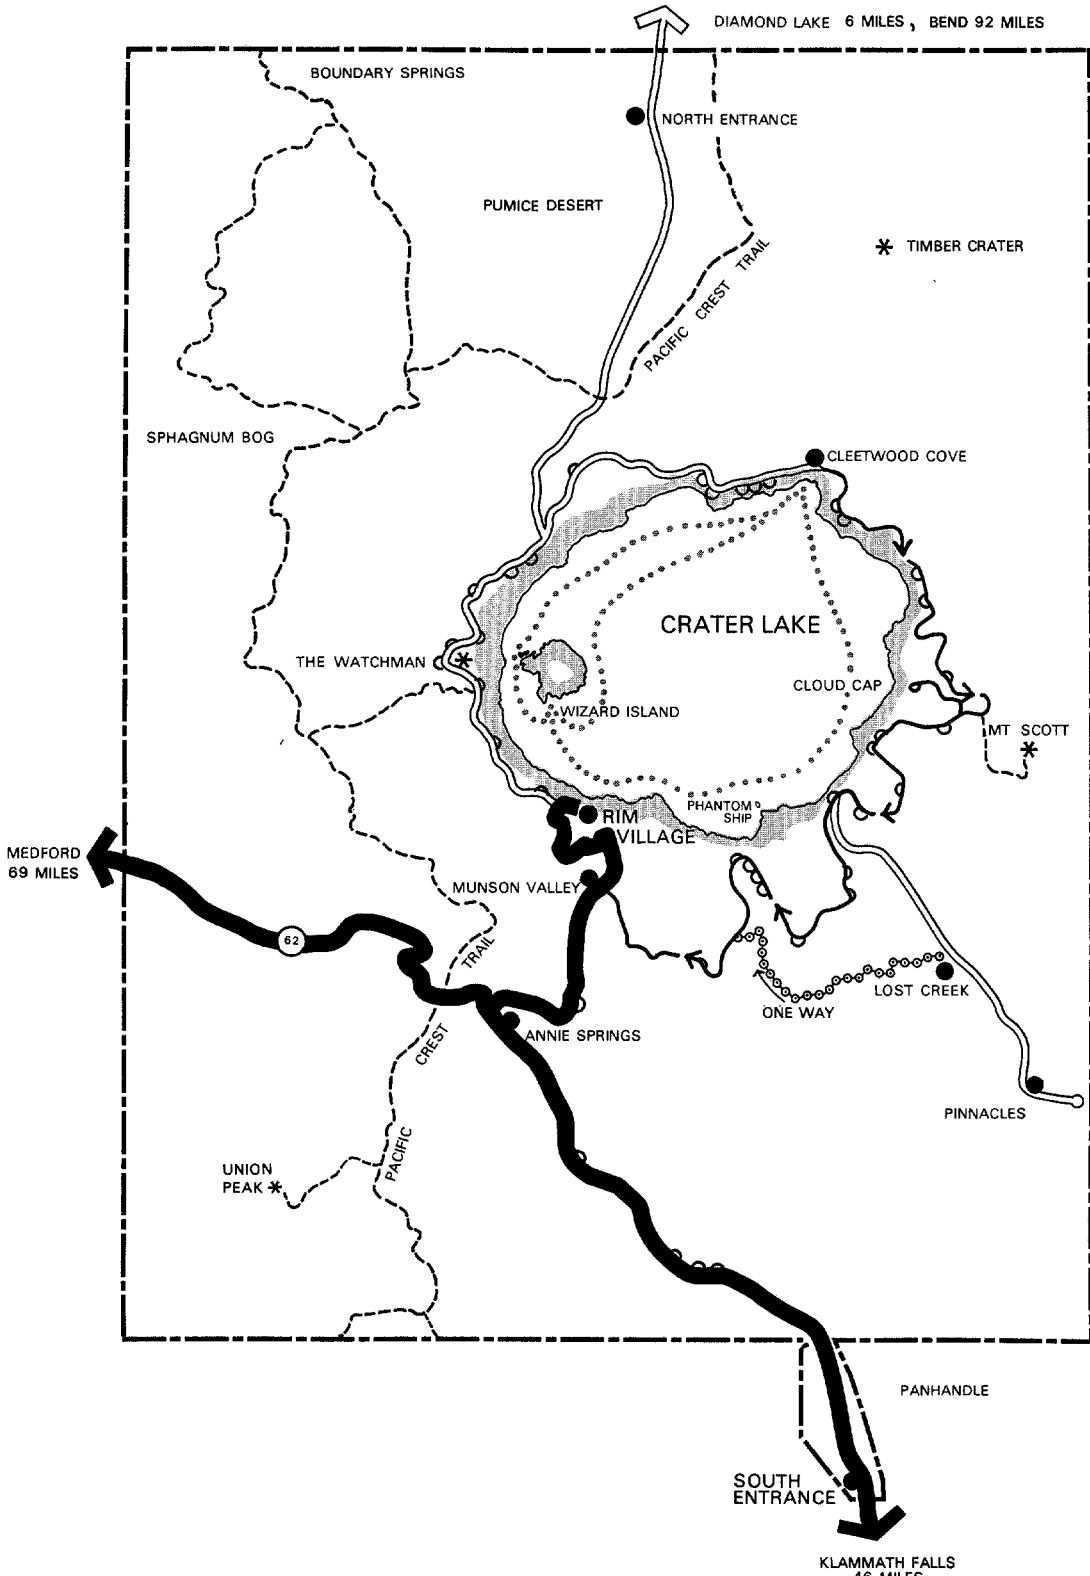 DIAMOND LAKE 6 MILES, BEND 92 MILES
BOUNDARY SPRINGS
NORTH ENTRANCE
PUMICE DESERT
TIMBER CRATER
PACIFIC CREST TRAIL
SPHAGNUM BOG
CLEETWOOD COVE
CRATER LAKE
THE WATCHMAN
CLOUD CAP
WIZARD ISLAND
MT SCOTT
PHANTOM
SHIP
RIM
VILLAGE
MEDFORD
69 MILES
MUNSON VALLEY
62
TRAIL
LOST CREEK
ONE WAY
ANNIE SPRINGS
CREST
PINNACLES
PACIFIC
UNION
PEAK
PANHANDLE
SOUTH
ENTRANCE
KLAMMATH FALLS
46 MILES